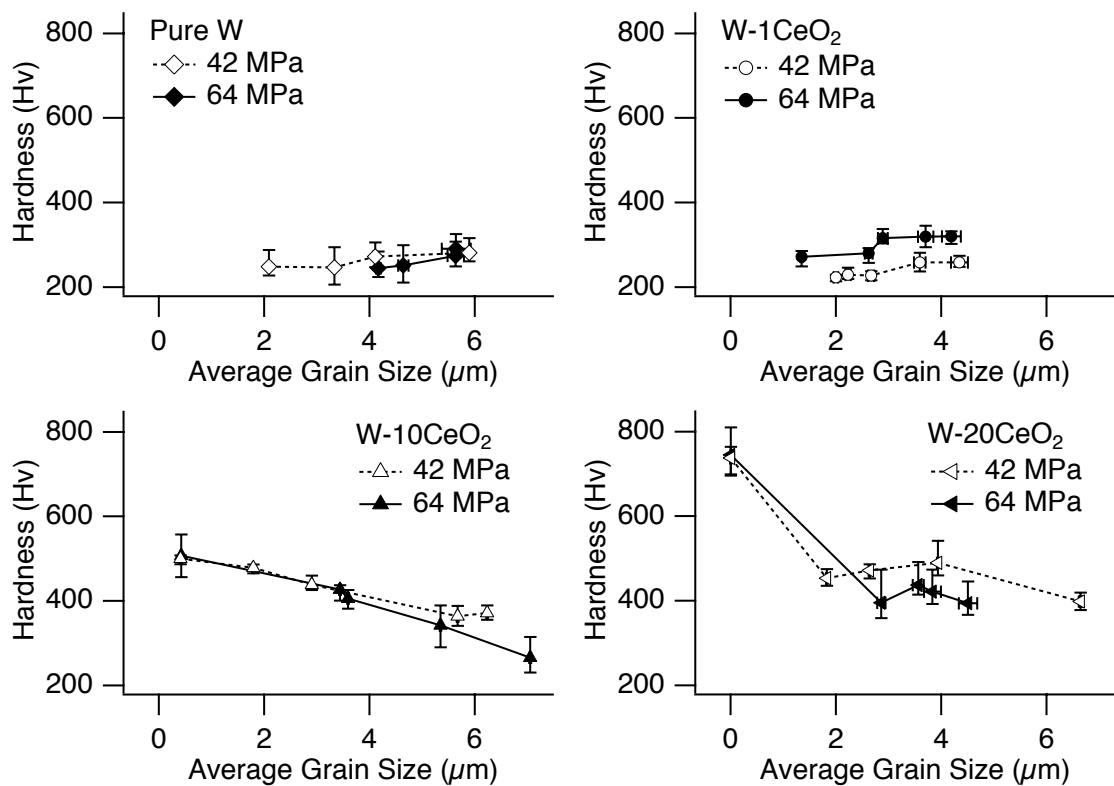 Pure W
42 MPa
64 MPa
800
600
400
200
Hardness (Hv)
0 2 4 6
Average Grain Size (µm)
W-1CeO₂
42 MPa
64 MPa
800
600
400
200
Hardness (Hv)
0 2 4 6
Average Grain Size (µm)
W-10CeO₂
42 MPa
64 MPa
800
600
400
200
Hardness (Hv)
0 2 4 6
Average Grain Size (µm)
W-20CeO₂
42 MPa
64 MPa
800
600
400
200
Hardness (Hv)
0 2 4 6
Average Grain Size (µm)